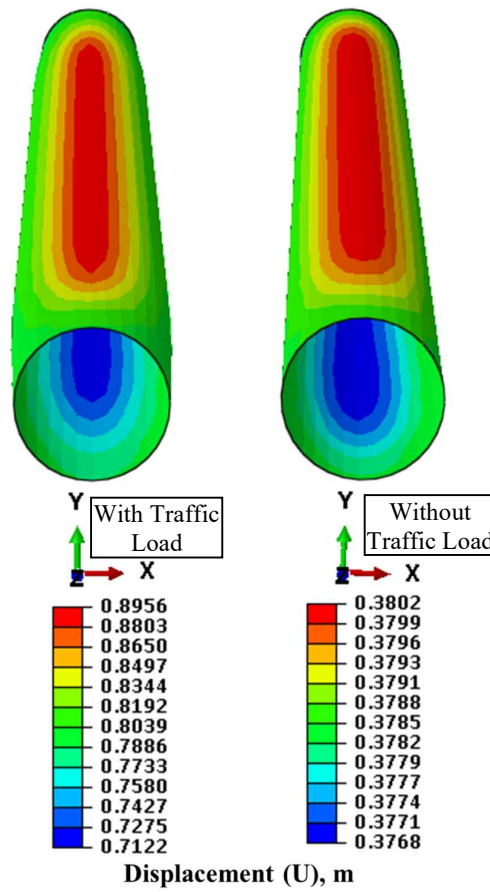 Y
With Traffic
Load
Z
X
Y
Without
Traffic Load
Z
X
0.8956
0.8803
0.8650
0.8497
0.8344
0.8192
0.8039
0.7886
0.7733
0.7580
0.7427
0.7275
0.7122
0.3802
0.3799
0.3796
0.3793
0.3791
0.3788
0.3785
0.3782
0.3779
0.3777
0.3774
0.3771
0.3768
Displacement (U), m